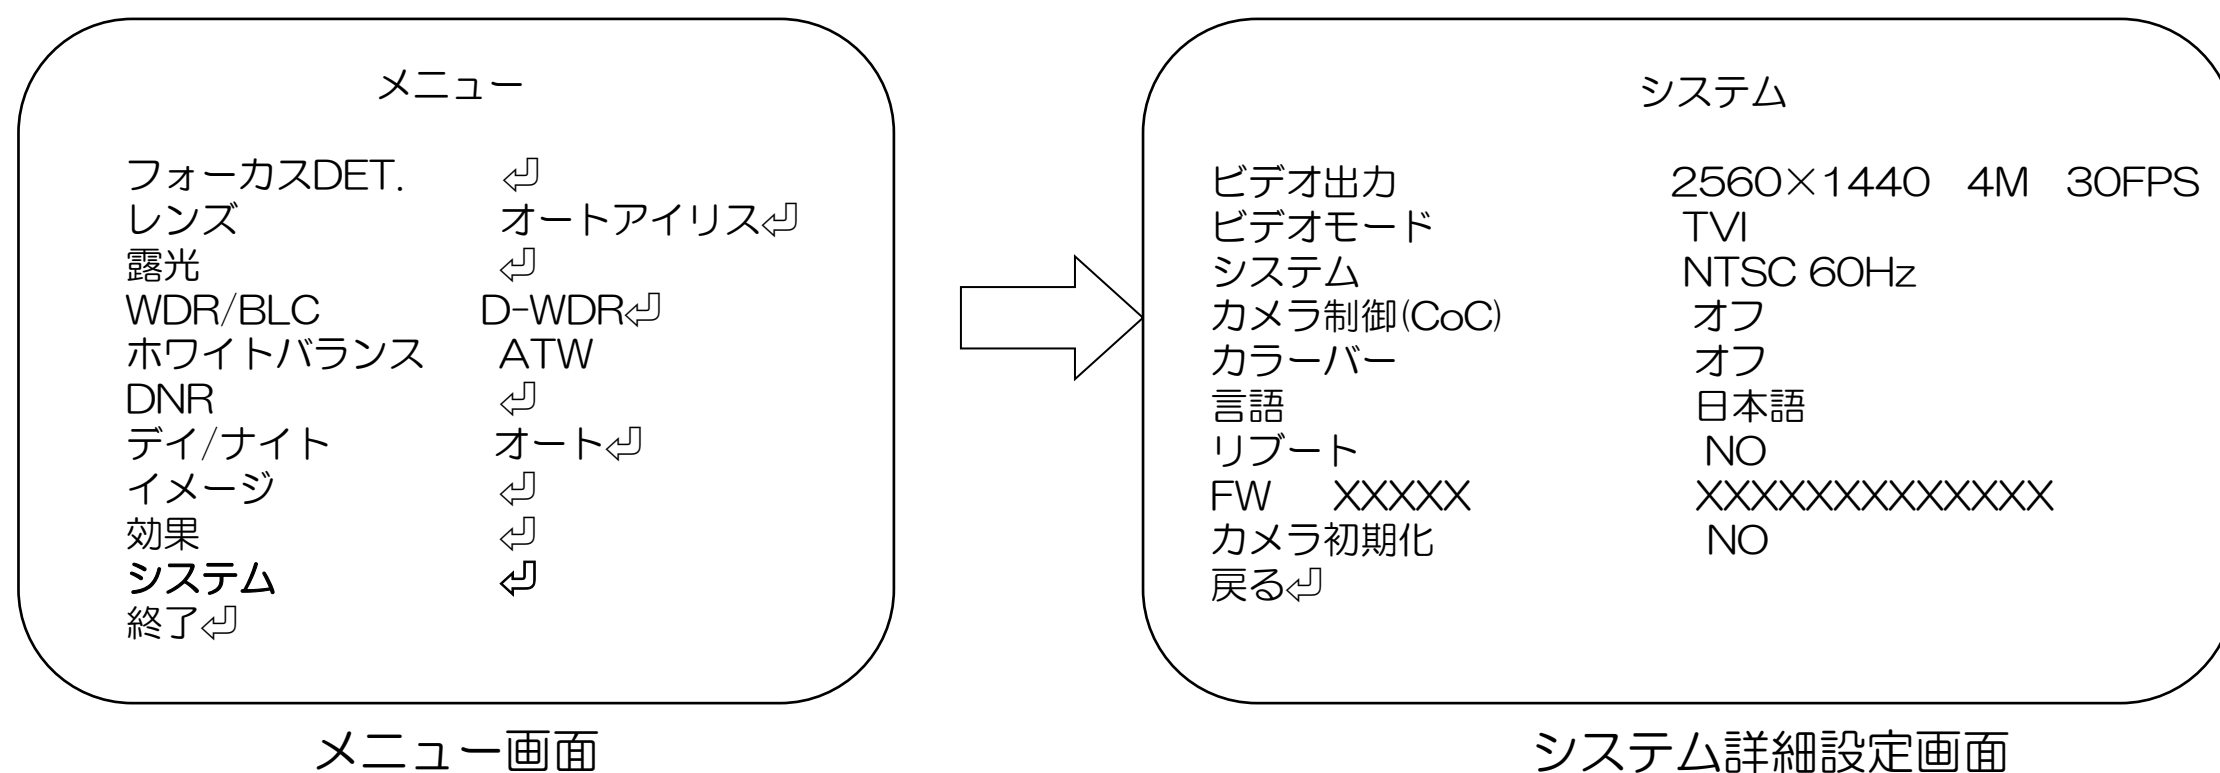 メニュー
フォーカスDET. ⏎
レンズ オートアイリス⏎
露光 ⏎
WDR/BLC D-WDR⏎
ホワイトバランス ATW
DNR ⏎
デイ/ナイト オート⏎
イメージ ⏎
効果 ⏎
システム ⏎
終了⏎
メニュー画面
システム
ビデオ出力 2560×1440 4M 30FPS
ビデオモード TVI
システム NTSC 60Hz
カメラ制御(CoC) オフ
カラーバー オフ
言語 日本語
リブート NO
FW XXXXX XXXXXXXXXXXXX
カメラ初期化 NO
戻る⏎
システム詳細設定画面